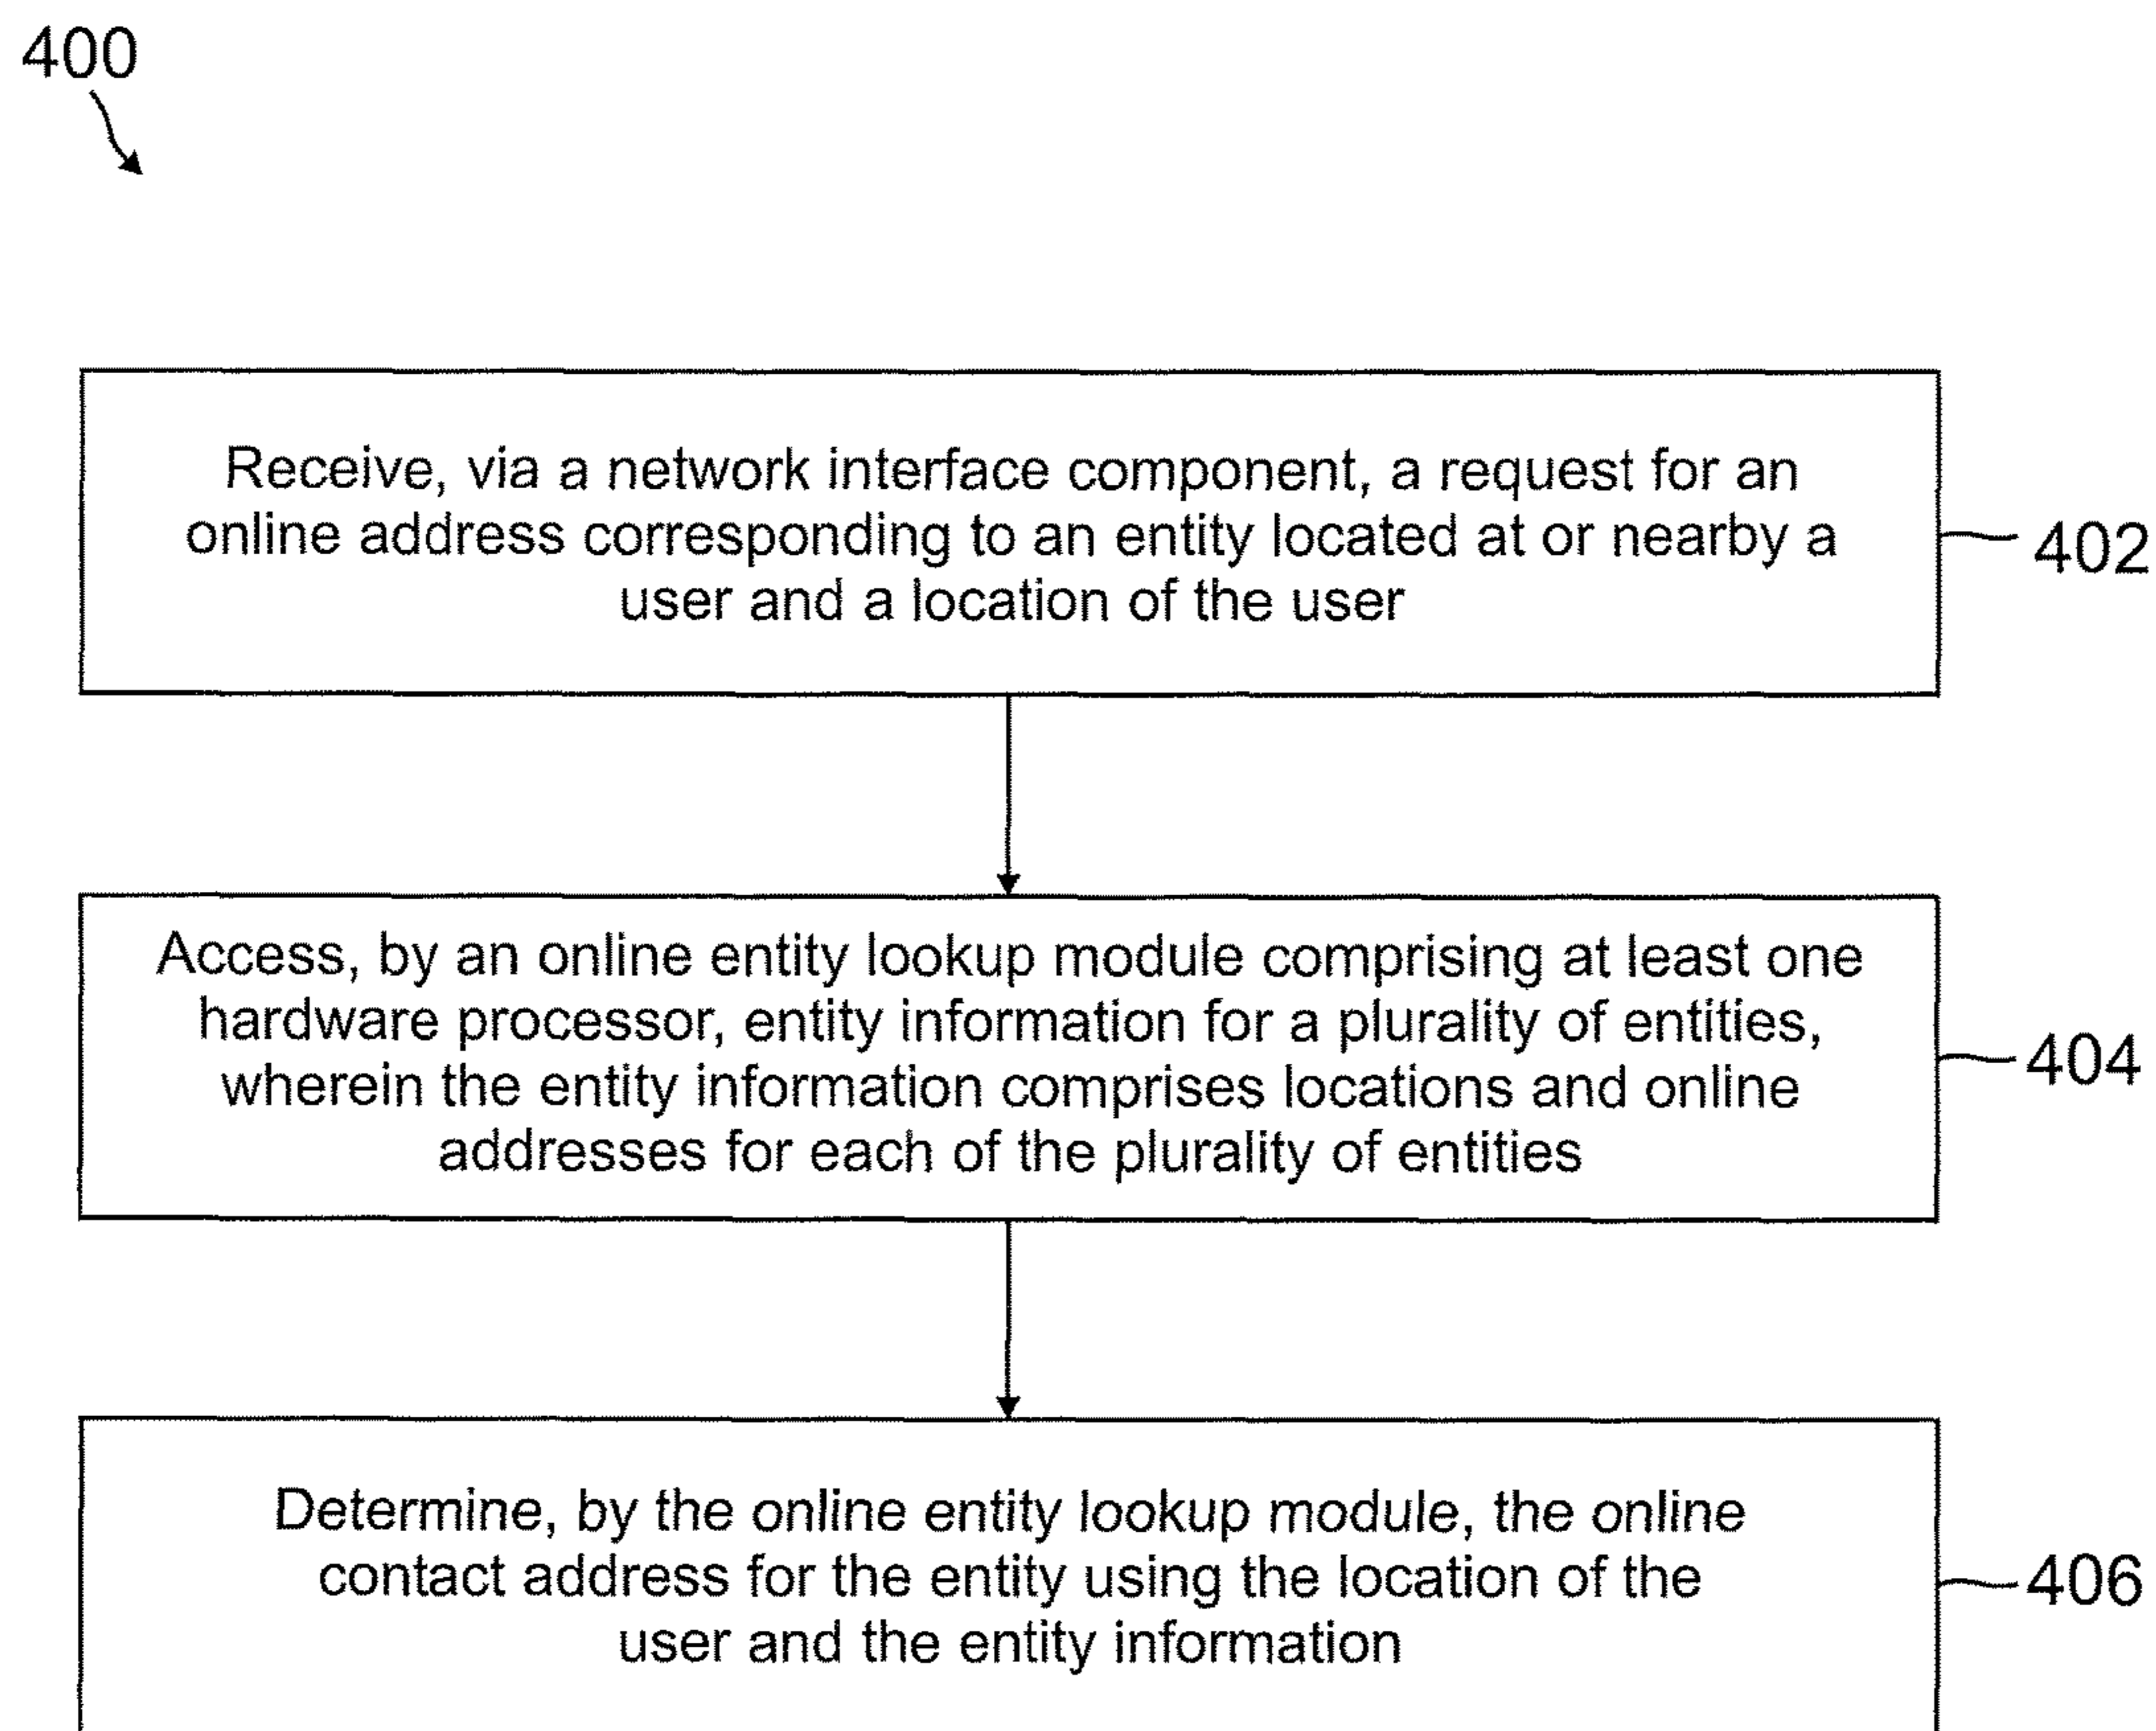 400
Receive, via a network interface component, a request for an
online address corresponding to an entity located at or nearby a
user and a location of the user
402
Access, by an online entity lookup module comprising at least one
hardware processor, entity information for a plurality of entities,
wherein the entity information comprises locations and online
addresses for each of the plurality of entities
404
Determine, by the online entity lookup module, the online
contact address for the entity using the location of the
user and the entity information
406